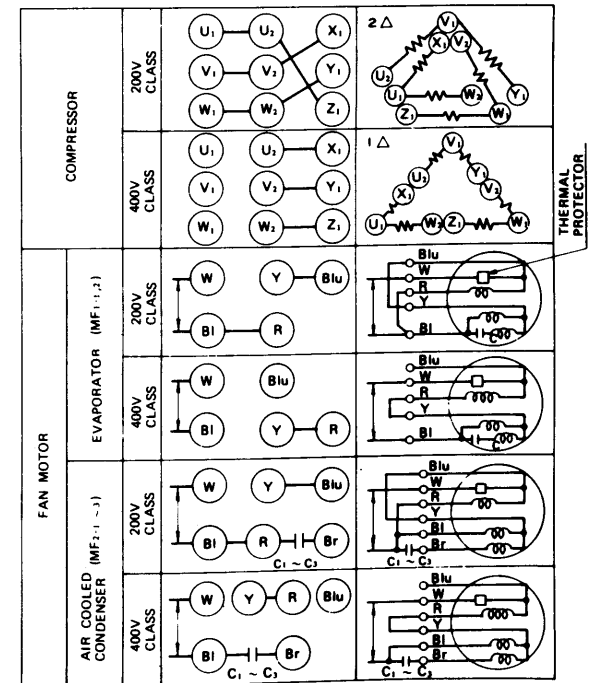 COMPRESSOR
200V CLASS
U1 U2 X1
V1 V2 Y1
W1 W2 Z1
2△
V1
X1 V2
U2
U1 W2 Y1
Z1 W1
400V CLASS
U1 U2 X1
V1 V2 Y1
W1 W2 Z1
1△
V1
U2 Y1
X1 V2
U1 W2 Z1 W1
THERMAL PROTECTOR
FAN MOTOR
EVAPORATOR (MF1-1,2)
200V CLASS
W Y Blu
Bl R
Blu
W
R
Y
Bl
C
400V CLASS
W Blu
Bl Y R
Blu
W
R
Y
Bl
C
AIR COOLED CONDENSER (MF2-1 ~ 3)
200V CLASS
W Y Blu
Bl R Br
C1 ~ C3
Blu
W
R
Y
Bl
Br
C1 ~ C3
400V CLASS
W Y R Blu
Bl Br
C1 ~ C3
Blu
W
R
Y
Bl
Br
C1 ~ C3